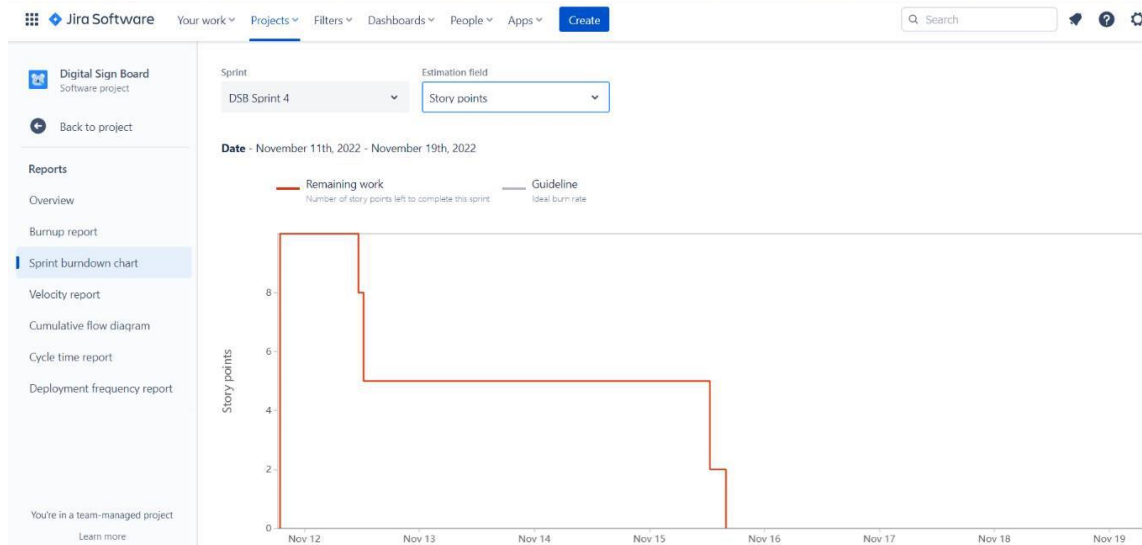 Jira Software
Your work Projects Filters Dashboards People Apps Create
Search
Digital Sign Board
Software project
Back to project
Reports
Overview
Burnup report
Sprint burndown chart
Velocity report
Cumulative flow diagram
Cycle time report
Deployment frequency report
You're in a team-managed project
Learn more
Sprint
Estimation field
DSB Sprint 4
Story points
Date - November 11th, 2022 - November 19th, 2022
Remaining work
Number of story points left to complete this sprint
Guideline
Ideal burn rate
Story points
8
6
4
2
0
Nov 12 Nov 13 Nov 14 Nov 15 Nov 16 Nov 17 Nov 18 Nov 19